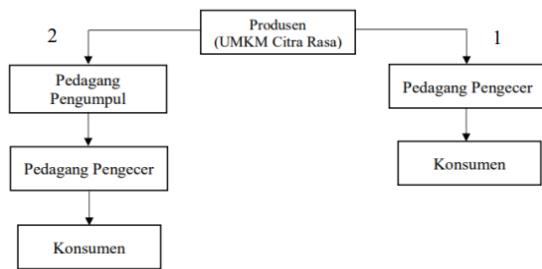 Produsen
(UMKM Citra Rasa)
2
1
Pedagang
Pengumpul
Pedagang Pengecer
Pedagang Pengecer
Konsumen
Konsumen